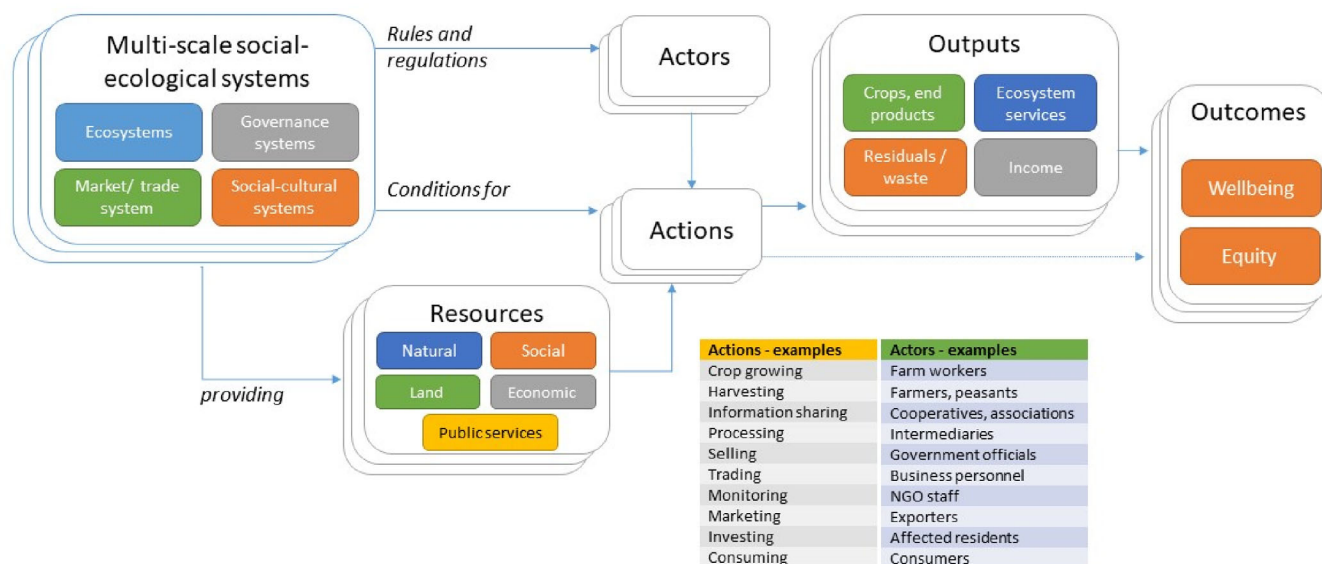 Multi-scale social-
ecological systems
Ecosystems
Governance
systems
Market/ trade
system
Social-cultural
systems
Rules and
regulations
Conditions for
providing
Actors
Actions
Resources
Natural
Social
Land
Economic
Public services
Outputs
Crops, end
products
Ecosystem
services
Residuals /
waste
Income
Outcomes
Wellbeing
Equity
Actions - examples
Crop growing
Harvesting
Information sharing
Processing
Selling
Trading
Monitoring
Marketing
Investing
Consuming
Actors - examples
Farm workers
Farmers, peasants
Cooperatives, associations
Intermediaries
Government officials
Business personnel
NGO staff
Exporters
Affected residents
Consumers